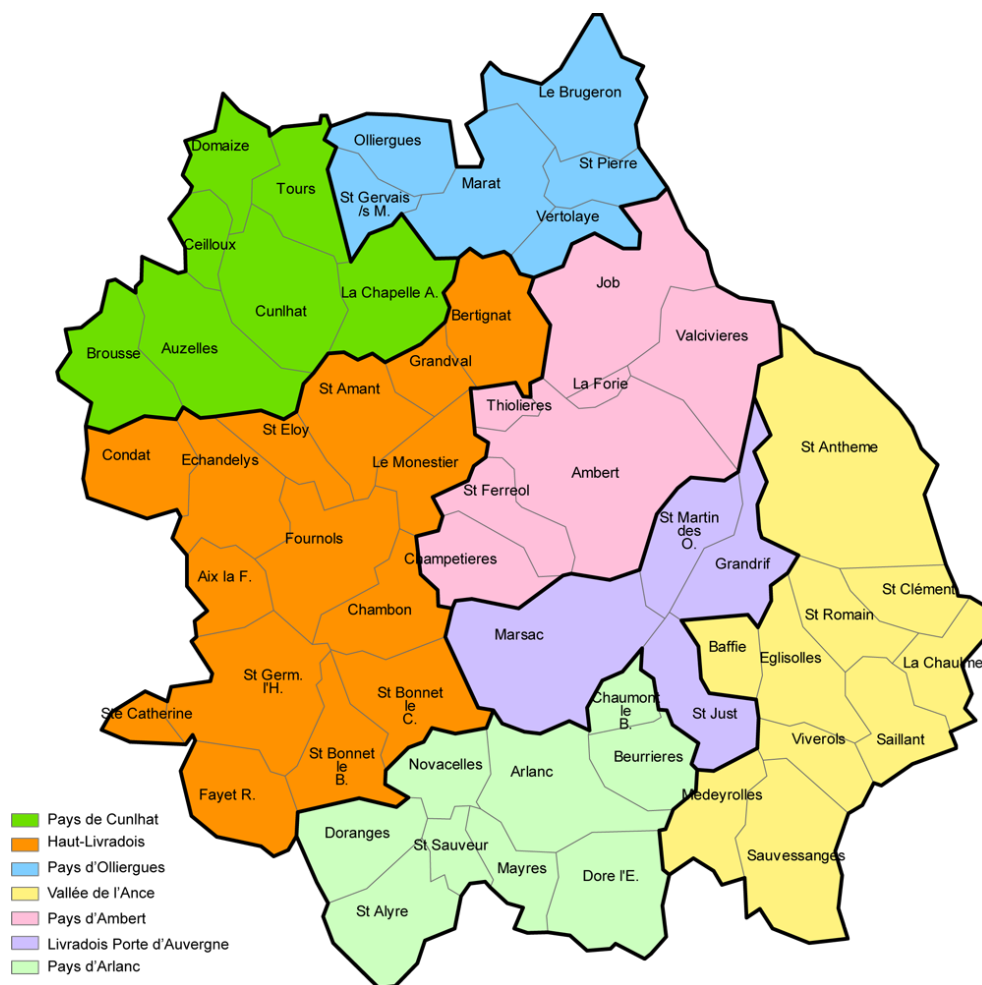 Le Brugeron
Olliergues
Domaize
St Pierre
Marat
Tours
St Gervais
/s M.
Vertolaye
Ceilloux
Job
La Chapelle A.
Cunlhat
Bertignat
Valcivieres
Auzelles
Brousse
Grandval
St Amant
La Forie
Thiolieres
St Eloy
St Antheme
Condat
Echandelys
Le Monestier
Ambert
St Ferreol
St Martin
des
O.
Fournols
Champetieres
Grandrif
Aix la F.
St Clément
Chambon
St Romain
Marsac
Baffie
Eglisolles
La Chaulme
St Germ.
l'H.
St Bonnet
le
C.
Chaumont
le
B.
Ste Catherine
St Just
Viverols
Saillant
St Bonnet
le
B.
Novacelles
Arlanc
Beurrieres
Fayet R.
Medeyrolles
Doranges
St Sauveur
Sauvessanges
Mayres
Dore l'E.
St Alyre
Pays de Cunlhat
Haut-Livradois
Pays d'Olliergues
Vallée de l'Ance
Pays d'Ambert
Livradois Porte d'Auvergne
Pays d'Arlanc